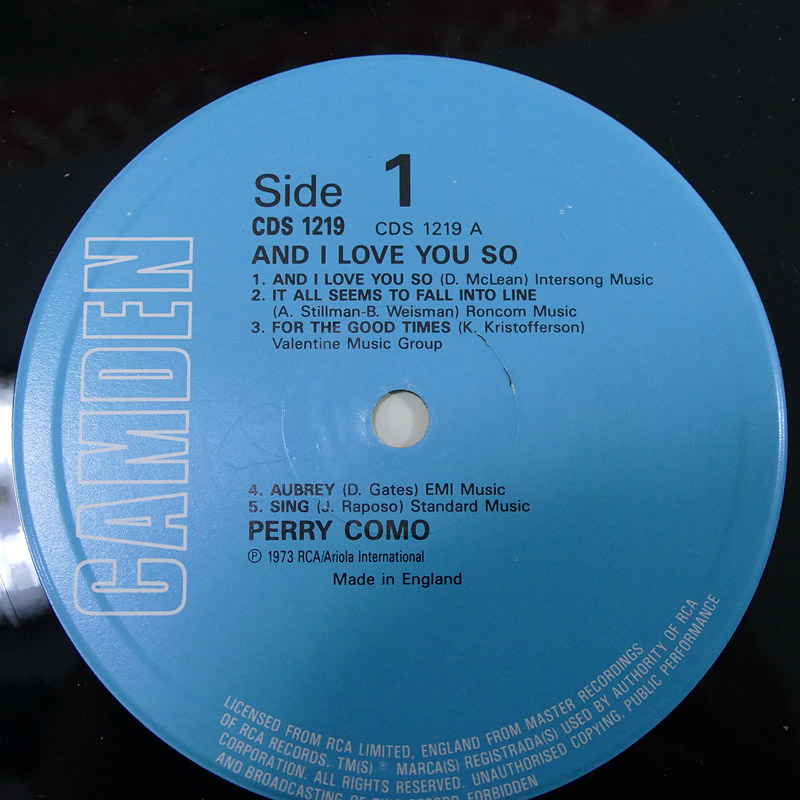 CAMDEN
Side 1
CDS 1219 CDS 1219 A
AND I LOVE YOU SO
1. AND I LOVE YOU SO (D. McLean) Intersong Music
2. IT ALL SEEMS TO FALL INTO LINE
(A. Stillman-B. Weisman) Roncom Music
3. FOR THE GOOD TIMES (K. Kristofferson)
Valentine Music Group
4. AUBREY (D. Gates) EMI Music
5. SING (J. Raposo) Standard Music
PERRY COMO
Ⓟ 1973 RCA/Ariola International
Made in England
LICENSED FROM RCA LIMITED, ENGLAND FROM MASTER RECORDINGS
OF RCA RECORDS. TM(S) ® MARCA(S) REGISTRADA(S) USED BY AUTHORITY OF RCA
CORPORATION. ALL RIGHTS RESERVED. UNAUTHORISED COPYING, PUBLIC PERFORMANCE
AND BROADCASTING OF THIS RECORD FORBIDDEN